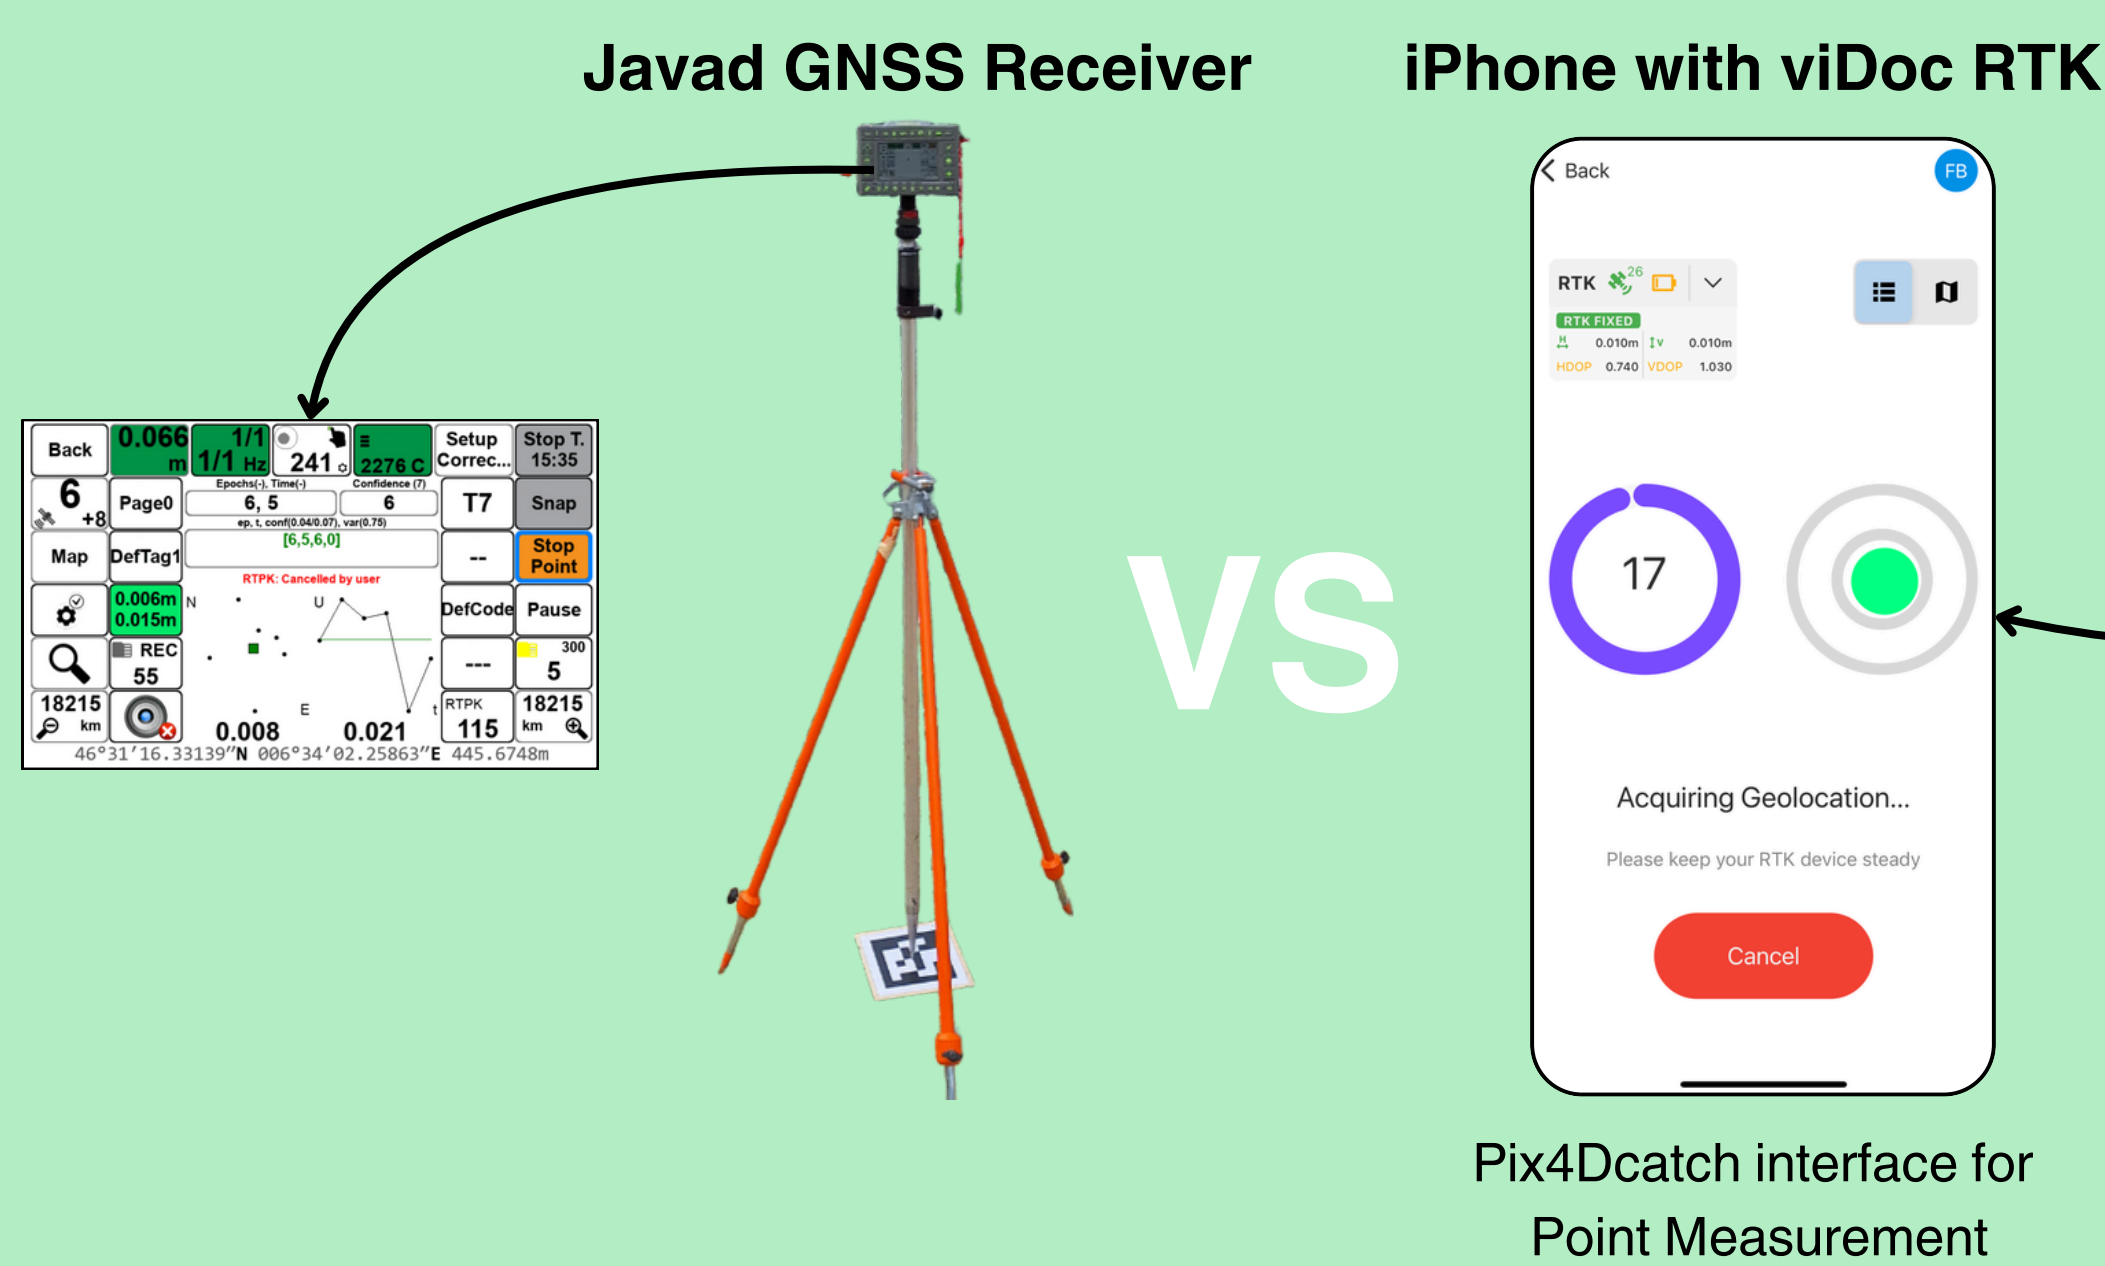 Javad GNSS Receiver
iPhone with viDoc RTK
Back
0.066 m
1/1
1/1 Hz
241
2276 C
Setup
Correc...
Stop T.
15:35
6
+8
Page0
Epochs(-), Time(-)
6, 5
Confidence (7)
6
T7
Snap
ep, t, conf(0.04/0.07), var(0.75)
Map
DefTag1
[6,5,6,0]
--
Stop
Point
RTPK: Cancelled by user
0.006m
0.015m
N
U
DefCode
Pause
REC
55
---
300
5
18215
km
E
t
0.008
0.021
RTPK
115
18215
km
46°31'16.33139"N 006°34'02.25863"E 445.6748m
VS
Back
FB
RTK
26
RTK FIXED
H
0.010m
V
0.010m
HDOP 0.740
VDOP 1.030
17
Acquiring Geolocation...
Please keep your RTK device steady
Cancel
Pix4Dcatch interface for
Point Measurement